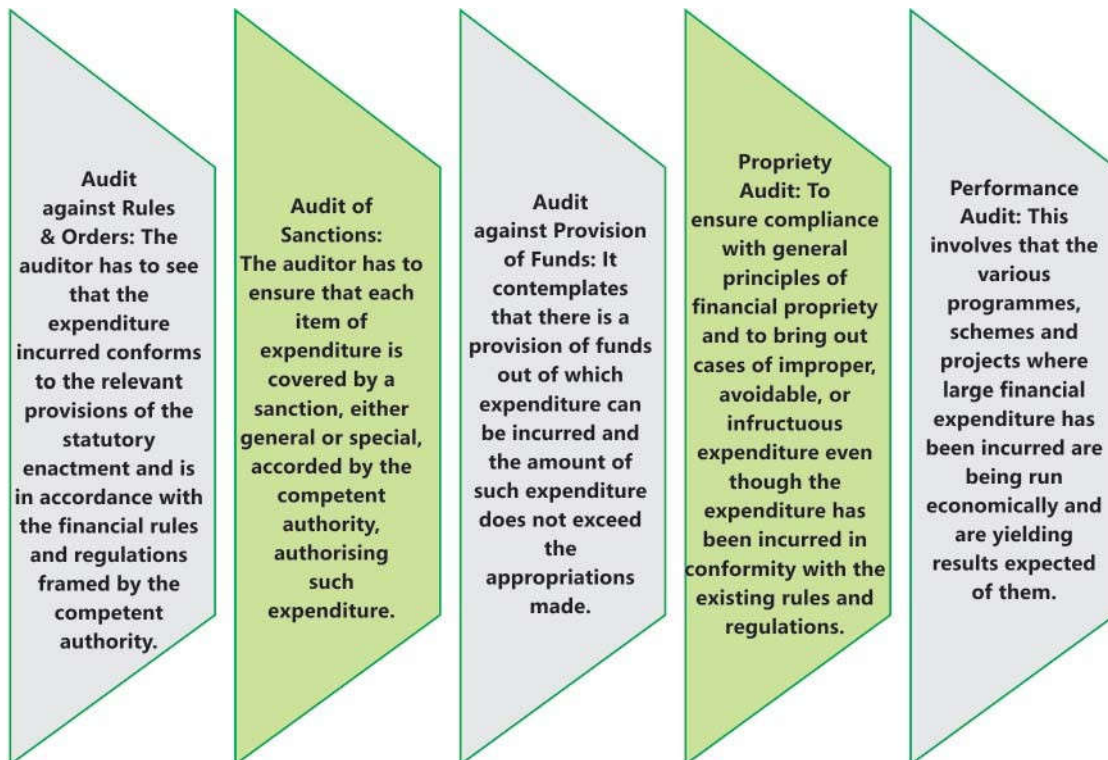 Audit
against Rules
& Orders: The
auditor has to see
that the
expenditure
incurred conforms
to the relevant
provisions of the
statutory
enactment and is
in accordance with
the financial rules
and regulations
framed by the
competent
authority.
Audit of
Sanctions:
The auditor has to
ensure that each
item of
expenditure is
covered by a
sanction, either
general or special,
accorded by the
competent
authority,
authorising
such
expenditure.
Audit
against Provision
of Funds: It
contemplates
that there is a
provision of funds
out of which
expenditure can
be incurred and
the amount of
such expenditure
does not exceed
the
appropriations
made.
Propriety
Audit: To
ensure compliance
with general
principles of
financial propriety
and to bring out
cases of improper,
avoidable, or
infructuous
expenditure even
though the
expenditure has
been incurred in
conformity with the
existing rules and
regulations.
Performance
Audit: This
involves that the
various
programmes,
schemes and
projects where
large financial
expenditure has
been incurred are
being run
economically and
are yielding
results expected
of them.